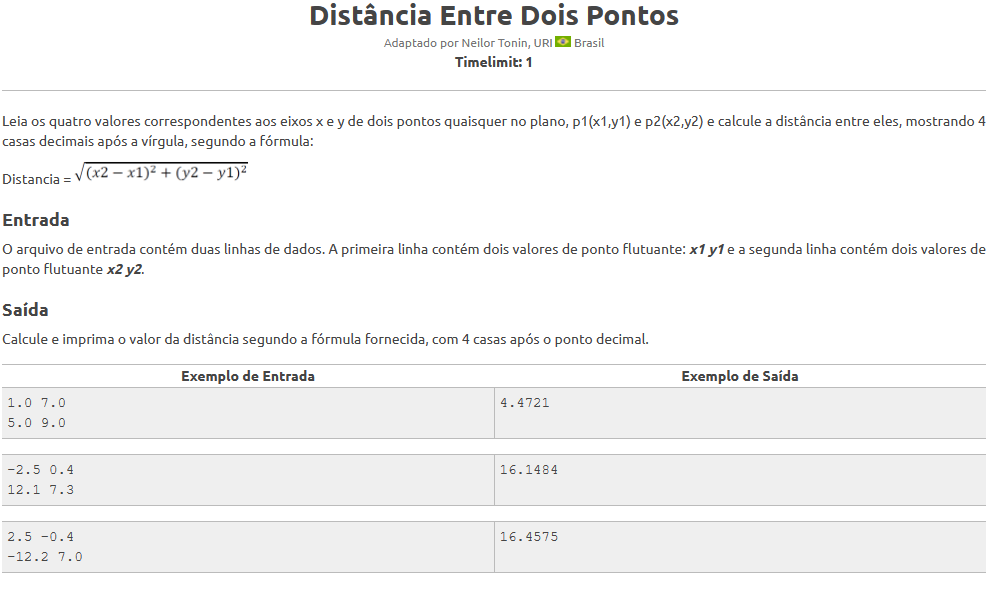 Distância Entre Dois Pontos
Adaptado por Neilor Tonin, URI Brasil
Timelimit: 1
Leia os quatro valores correspondentes aos eixos x e y de dois pontos quaisquer no plano, p1(x1,y1) e p2(x2,y2) e calcule a distância entre eles, mostrando 4
casas decimais após a vírgula, segundo a fórmula:
Distancia = √(x2 − x1)² + (y2 − y1)²
Entrada
O arquivo de entrada contém duas linhas de dados. A primeira linha contém dois valores de ponto flutuante: x1 y1 e a segunda linha contém dois valores de
ponto flutuante x2 y2.
Saída
Calcule e imprima o valor da distância segundo a fórmula fornecida, com 4 casas após o ponto decimal.
Exemplo de Entrada Exemplo de Saída
1.0 7.0 4.4721
5.0 9.0
-2.5 0.4 16.1484
12.1 7.3
2.5 -0.4 16.4575
-12.2 7.0